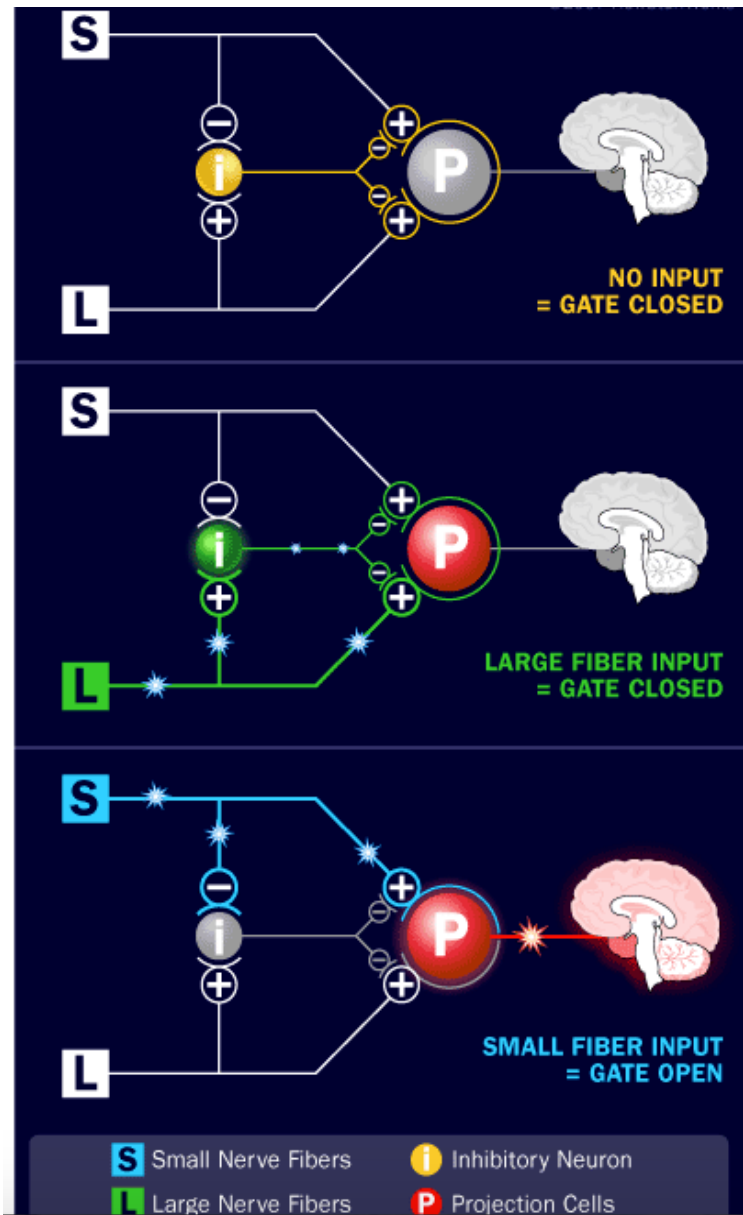 S
−
+
i
−
P
+
−
+
L
NO INPUT
= GATE CLOSED
S
−
+
i
−
P
+
−
+
L
LARGE FIBER INPUT
= GATE CLOSED
S
−
+
i
−
P
+
−
+
L
SMALL FIBER INPUT
= GATE OPEN
S Small Nerve Fibers
i Inhibitory Neuron
L Large Nerve Fibers
P Projection Cells